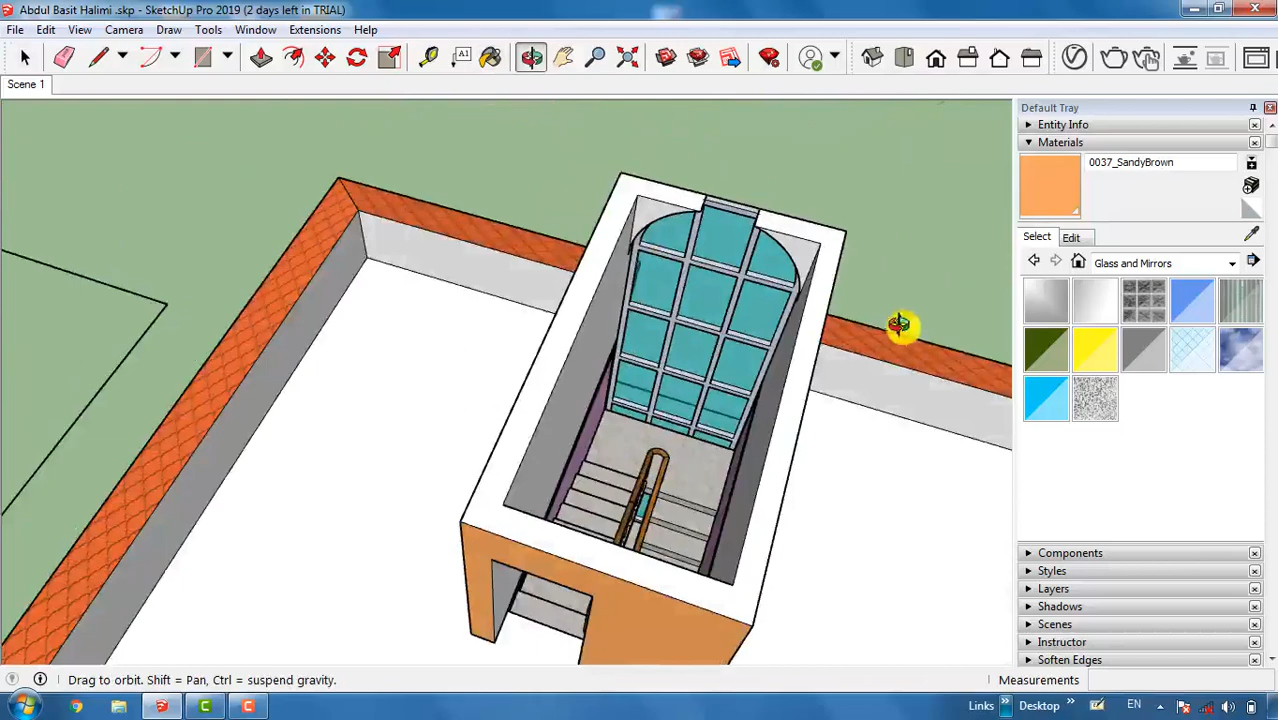 Abdul Basit Halimi .skp - SketchUp Pro 2019 (2 days left in TRIAL)
File Edit View Camera Draw Tools Window Extensions Help
A1
Scene 1
Default Tray
Entity Info
Materials
0037_SandyBrown
Select Edit
Glass and Mirrors
Components
Styles
Layers
Shadows
Scenes
Instructor
Soften Edges
Drag to orbit. Shift = Pan, Ctrl = suspend gravity.
Measurements
Links » Desktop » EN